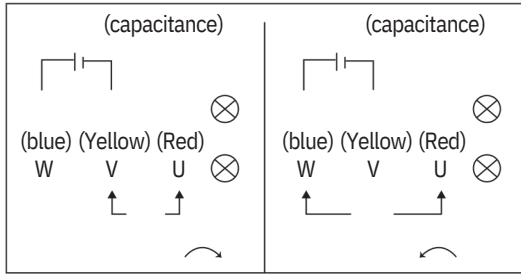 (capacitance)
(blue) (Yellow) (Red)
W V U
(capacitance)
(blue) (Yellow) (Red)
W V U